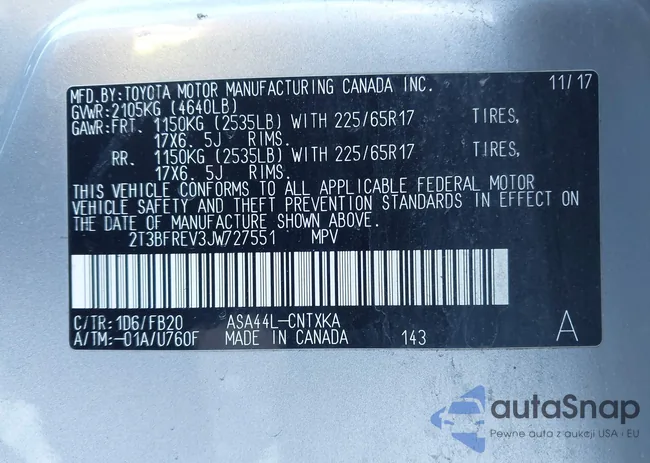 MFD.BY:TOYOTA MOTOR MANUFACTURING CANADA INC. 11/17
GVWR:2105KG (4640LB)
GAWR:FRT. 1150KG (2535LB) WITH 225/65R17 TIRES,
17X6. 5J RIMS.
RR. 1150KG (2535LB) WITH 225/65R17 TIRES,
17X6. 5J RIMS.
THIS VEHICLE CONFORMS TO ALL APPLICABLE FEDERAL MOTOR
VEHICLE SAFETY AND THEFT PREVENTION STANDARDS IN EFFECT ON
THE DATE OF MANUFACTURE SHOWN ABOVE.
2T3BFREV3JW727551 MPV
C/TR:1D6/FB20 ASA44L-CNTXKA
A/TM:-01A/U760F MADE IN CANADA 143 A
autaSnap
Pewne auta z aukcji USA i EU